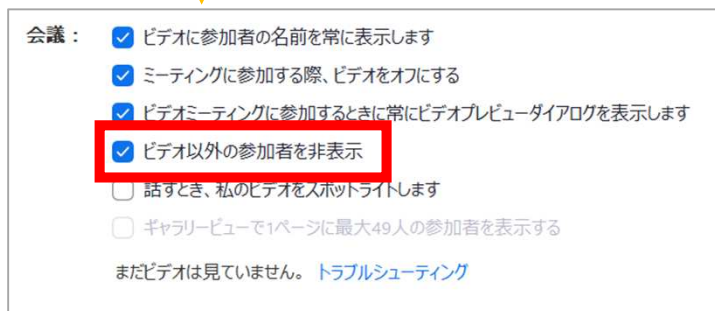 会議： ビデオに参加者の名前を常に表示します
ミーティングに参加する際、ビデオをオフにする
ビデオミーティングに参加するときに常にビデオプレビューダイアログを表示します
ビデオ以外の参加者を非表示
話すとき、私のビデオをスポットライトします
ギャラリービューで1ページに最大49人の参加者を表示する
まだビデオは見ていません。 トラブルシューティング